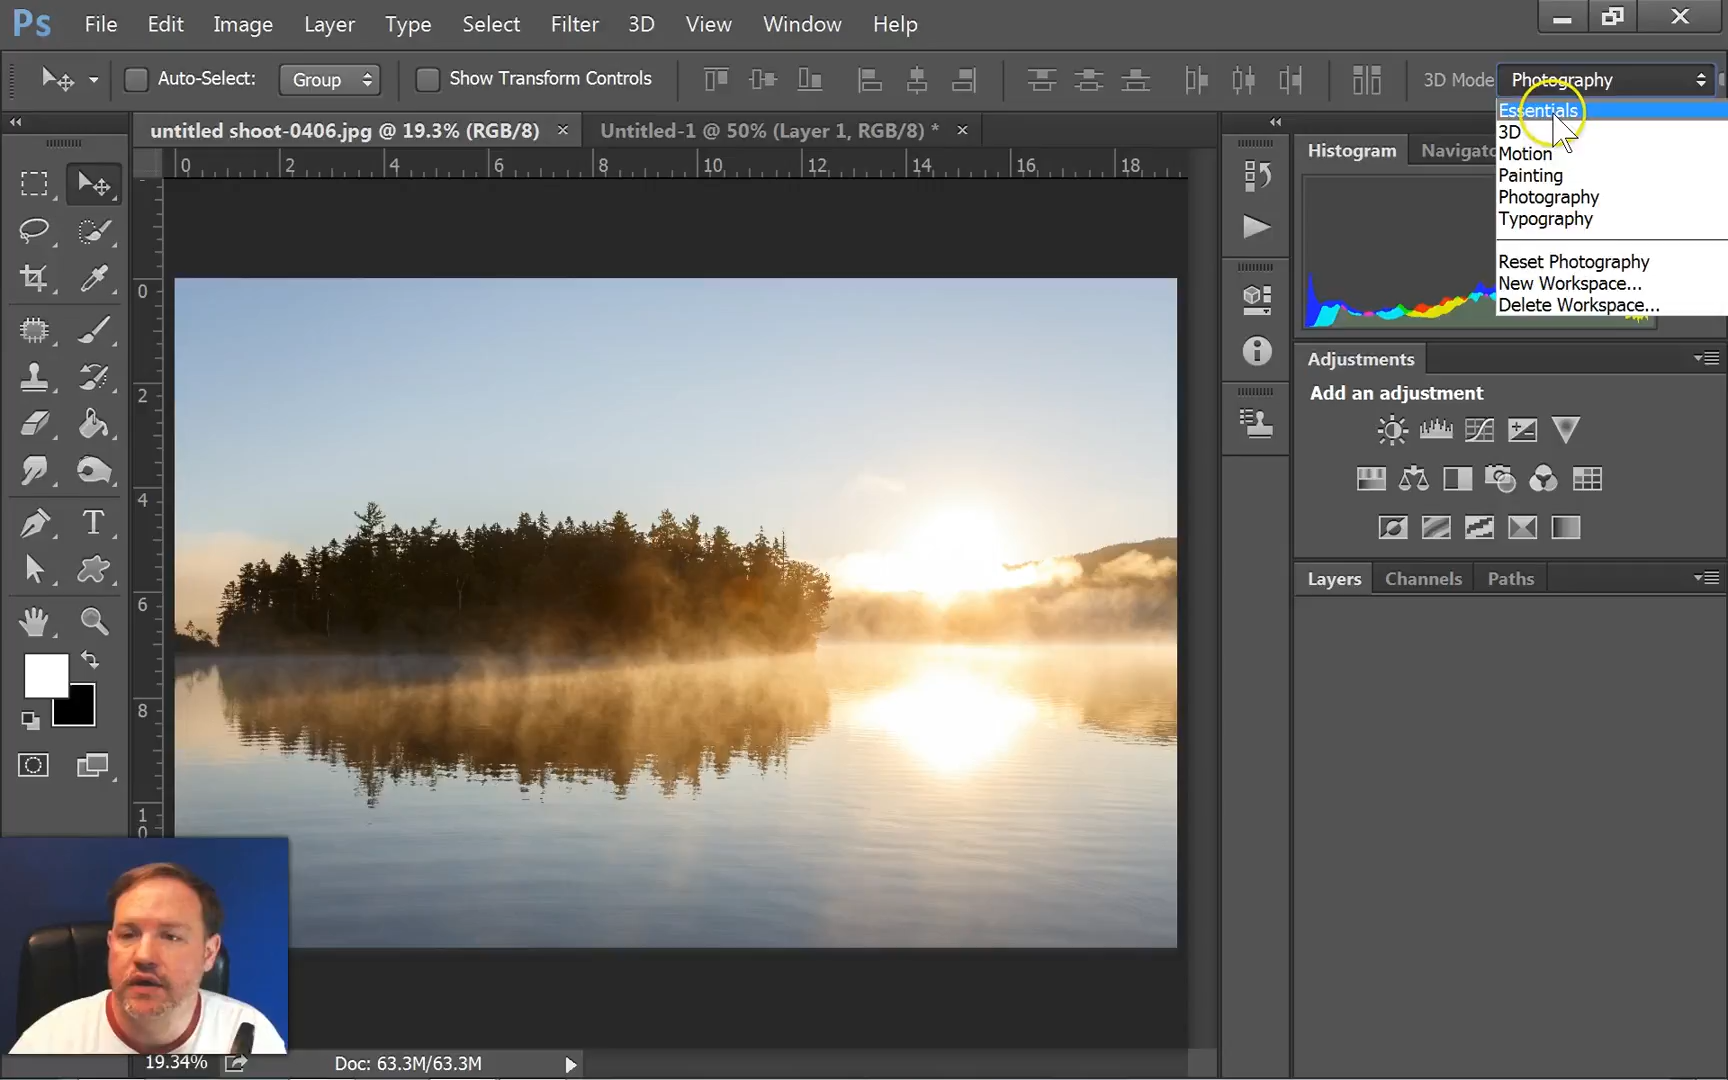 Ps File Edit Image Layer Type Select Filter 3D View Window Help
Auto-Select: Group Show Transform Controls 3D Mode Photography
Essentials
3D
Motion
Painting
Photography
Typography
Reset Photography
New Workspace...
Delete Workspace...
untitled shoot-0406.jpg @ 19.3% (RGB/8) × Untitled-1 @ 50% (Layer 1, RGB/8) * ×
0 2 4 6 8 10 12 14 16 18
0
2
4
6
8
1
0
Histogram Navigato
Adjustments
Add an adjustment
Layers Channels Paths
T
19.34% Doc: 63.3M/63.3M